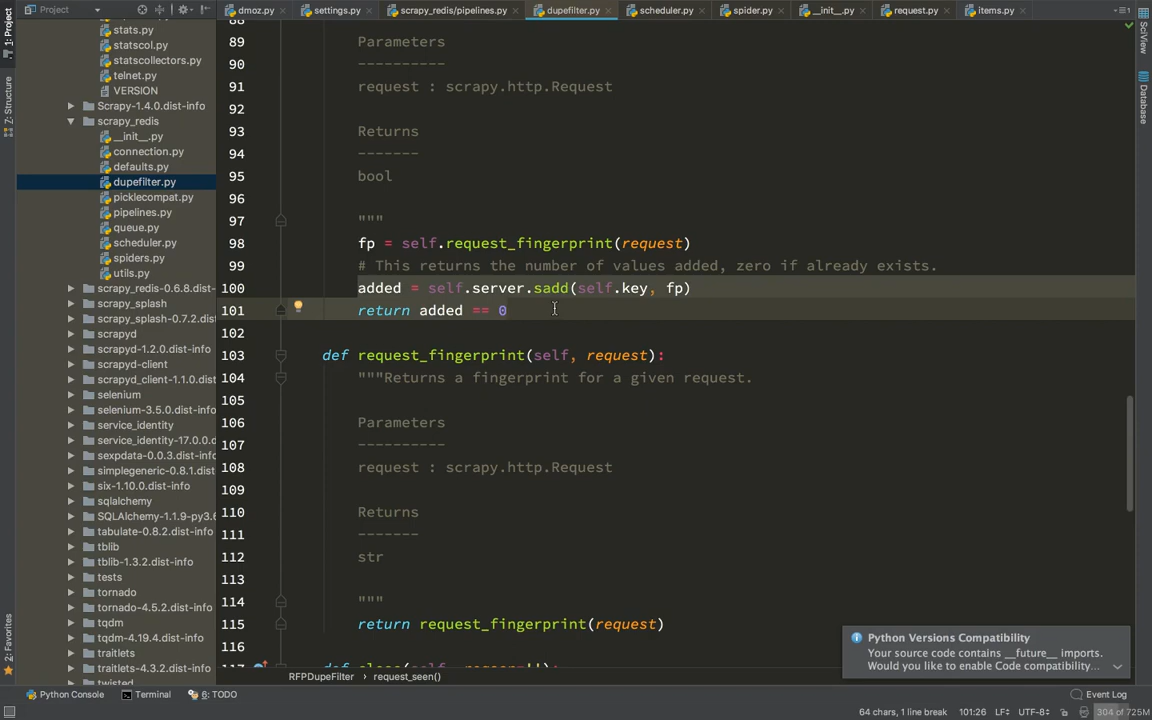 Project
dmoz.py
settings.py
scrapy_redis/pipelines.py
dupefilter.py
scheduler.py
spider.py
__init__.py
request.py
items.py
1: Project
Z: Structure
2: Favorites
SciView
Database
stats.py
statscol.py
statscollectors.py
telnet.py
VERSION
Scrapy-1.4.0.dist-info
scrapy_redis
__init__.py
connection.py
defaults.py
dupefilter.py
picklecompat.py
pipelines.py
queue.py
scheduler.py
spiders.py
utils.py
scrapy_redis-0.6.8.dist-
scrapy_splash
scrapy_splash-0.7.2.dist
scrapyd
scrapyd-1.2.0.dist-info
scrapyd-client
scrapyd_client-1.1.0.dist
selenium
selenium-3.5.0.dist-info
service_identity
service_identity-17.0.0.d
sexpdata-0.0.3.dist-info
simplegeneric-0.8.1.dist
six-1.10.0.dist-info
sqlalchemy
SQLAlchemy-1.1.9-py3.6
tabulate-0.8.2.dist-info
tblib
tblib-1.3.2.dist-info
tests
tornado
tornado-4.5.2.dist-info
tqdm
tqdm-4.19.4.dist-info
traitlets
traitlets-4.3.2.dist-info
twisted
88
89 Parameters
90 ----------
91 request : scrapy.http.Request
92
93 Returns
94 -------
95 bool
96
97 """
98 fp = self.request_fingerprint(request)
99 # This returns the number of values added, zero if already exists.
100 added = self.server.sadd(self.key, fp)
101 return added == 0
102
103 def request_fingerprint(self, request):
104 """Returns a fingerprint for a given request.
105
106 Parameters
107 ----------
108 request : scrapy.http.Request
109
110 Returns
111 -------
112 str
113
114 """
115 return request_fingerprint(request)
116
117 def close(self, reason=''):
Python Versions Compatibility
Your source code contains __future__ imports.
Would you like to enable Code compatibility...
RFPDupeFilter › request_seen()
Python Console
Terminal
6: TODO
Event Log
64 chars, 1 line break 101:26 LF÷ UTF-8÷ 304 of 725M